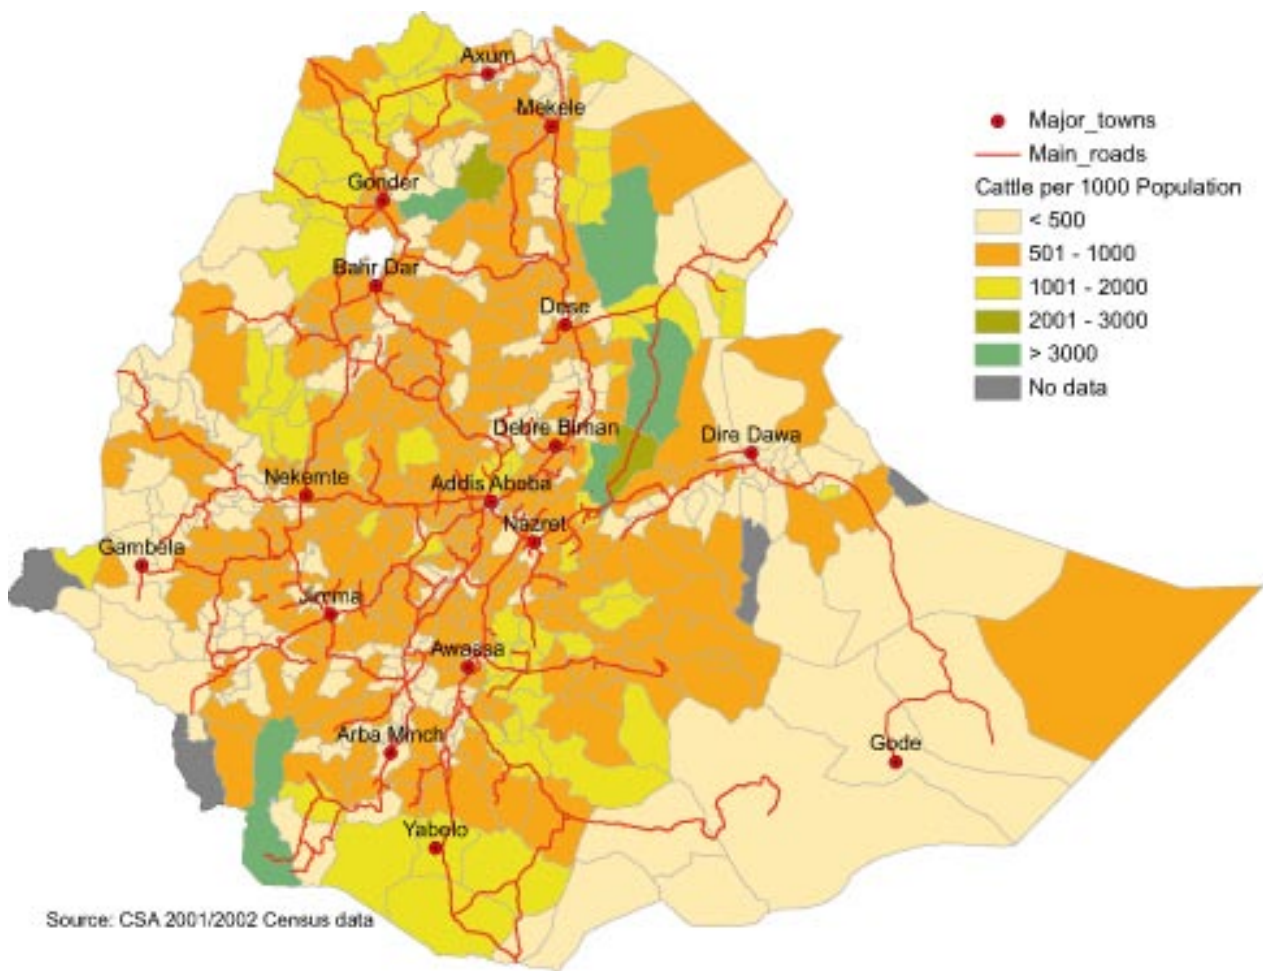 Axum
Mekele
Major_towns
Main_roads
Cattle per 1000 Population
< 500
501 - 1000
1001 - 2000
2001 - 3000
> 3000
No data
Gonder
Bahr Dar
Dese
Debre Birhan
Dire Dawa
Nekemte
Addis Ababa
Nazret
Gambela
Jimma
Awassa
Arba Minch
Gode
Yabelo
Source: CSA 2001/2002 Census data